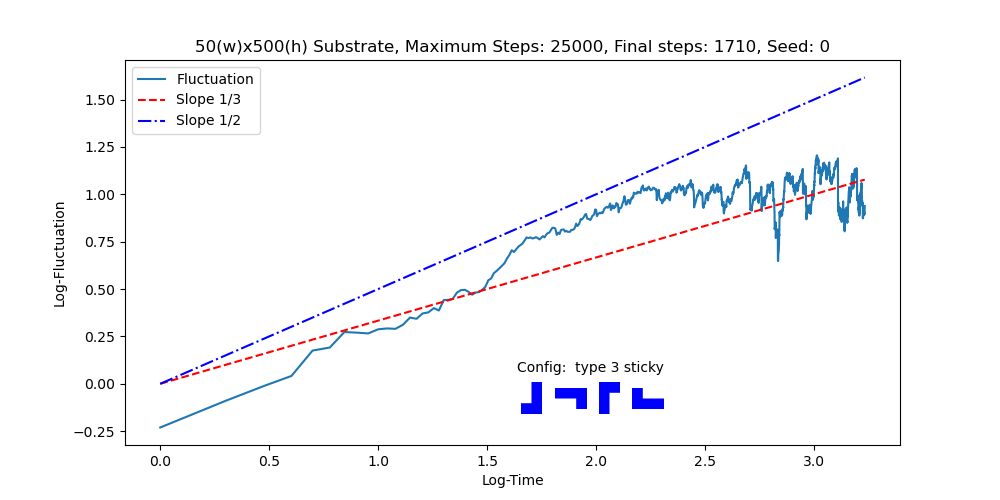 50(w)x500(h) Substrate, Maximum Steps: 25000, Final steps: 1710, Seed: 0
Fluctuation
Slope 1/3
Slope 1/2
1.50
1.25
1.00
0.75
0.50
0.25
0.00
−0.25
Log-Fluctuation
Config:  type 3 sticky
0.0 0.5 1.0 1.5 2.0 2.5 3.0
Log-Time